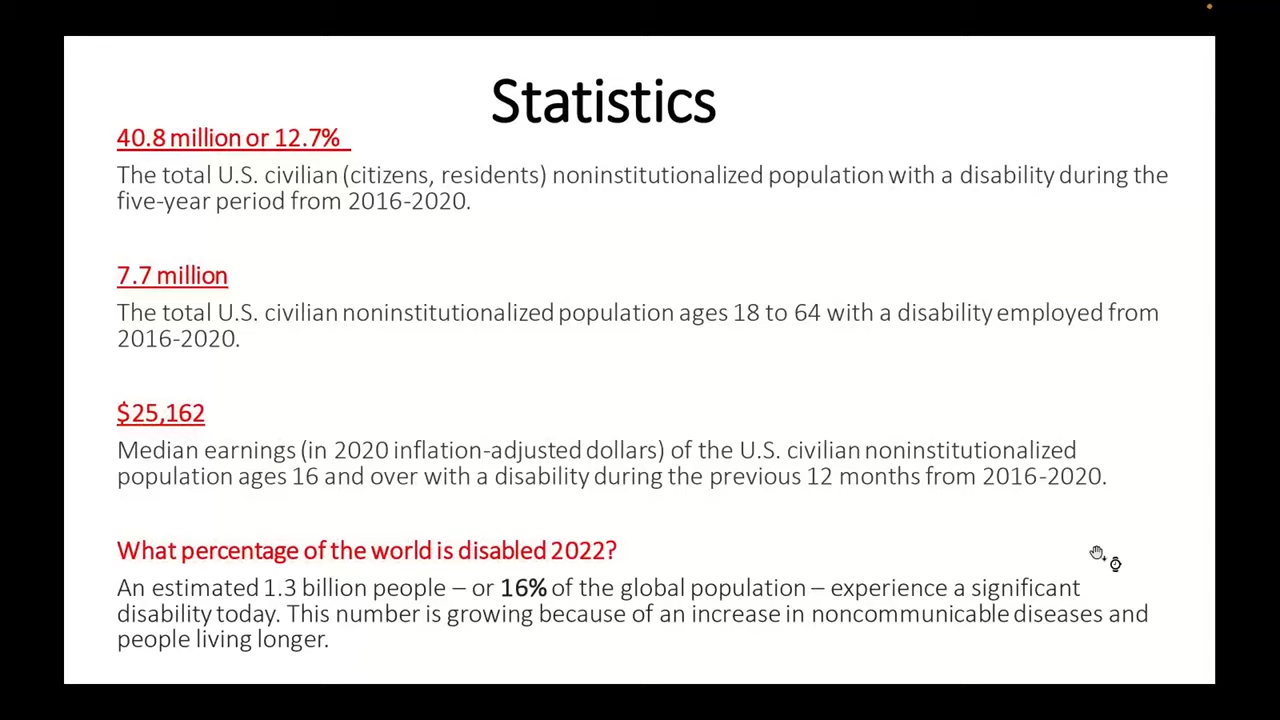 Statistics
40.8 million or 12.7%
The total U.S. civilian (citizens, residents) noninstitutionalized population with a disability during the
five-year period from 2016-2020.
7.7 million
The total U.S. civilian noninstitutionalized population ages 18 to 64 with a disability employed from
2016-2020.
$25,162
Median earnings (in 2020 inflation-adjusted dollars) of the U.S. civilian noninstitutionalized
population ages 16 and over with a disability during the previous 12 months from 2016-2020.
What percentage of the world is disabled 2022?
An estimated 1.3 billion people – or 16% of the global population – experience a significant
disability today. This number is growing because of an increase in noncommunicable diseases and
people living longer.